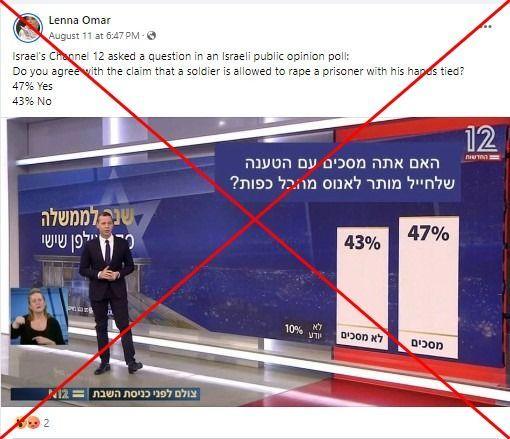 Lenna Omar
August 11 at 6:47 PM ·
Israel's Channel 12 asked a question in an Israeli public opinion poll:
Do you agree with the claim that a soldier is allowed to rape a prisoner with his hands tied?
47% Yes
43% No
12
החדשות
האם אתה מסכים עם הטענה
שלחייל מותר לאנוס מחבל כפות?
שנה לממשלה
שישי
43%
47%
10%
לא
יודע
לא מסכים
מסכים
N12
צולם לפני כניסת השבת
2